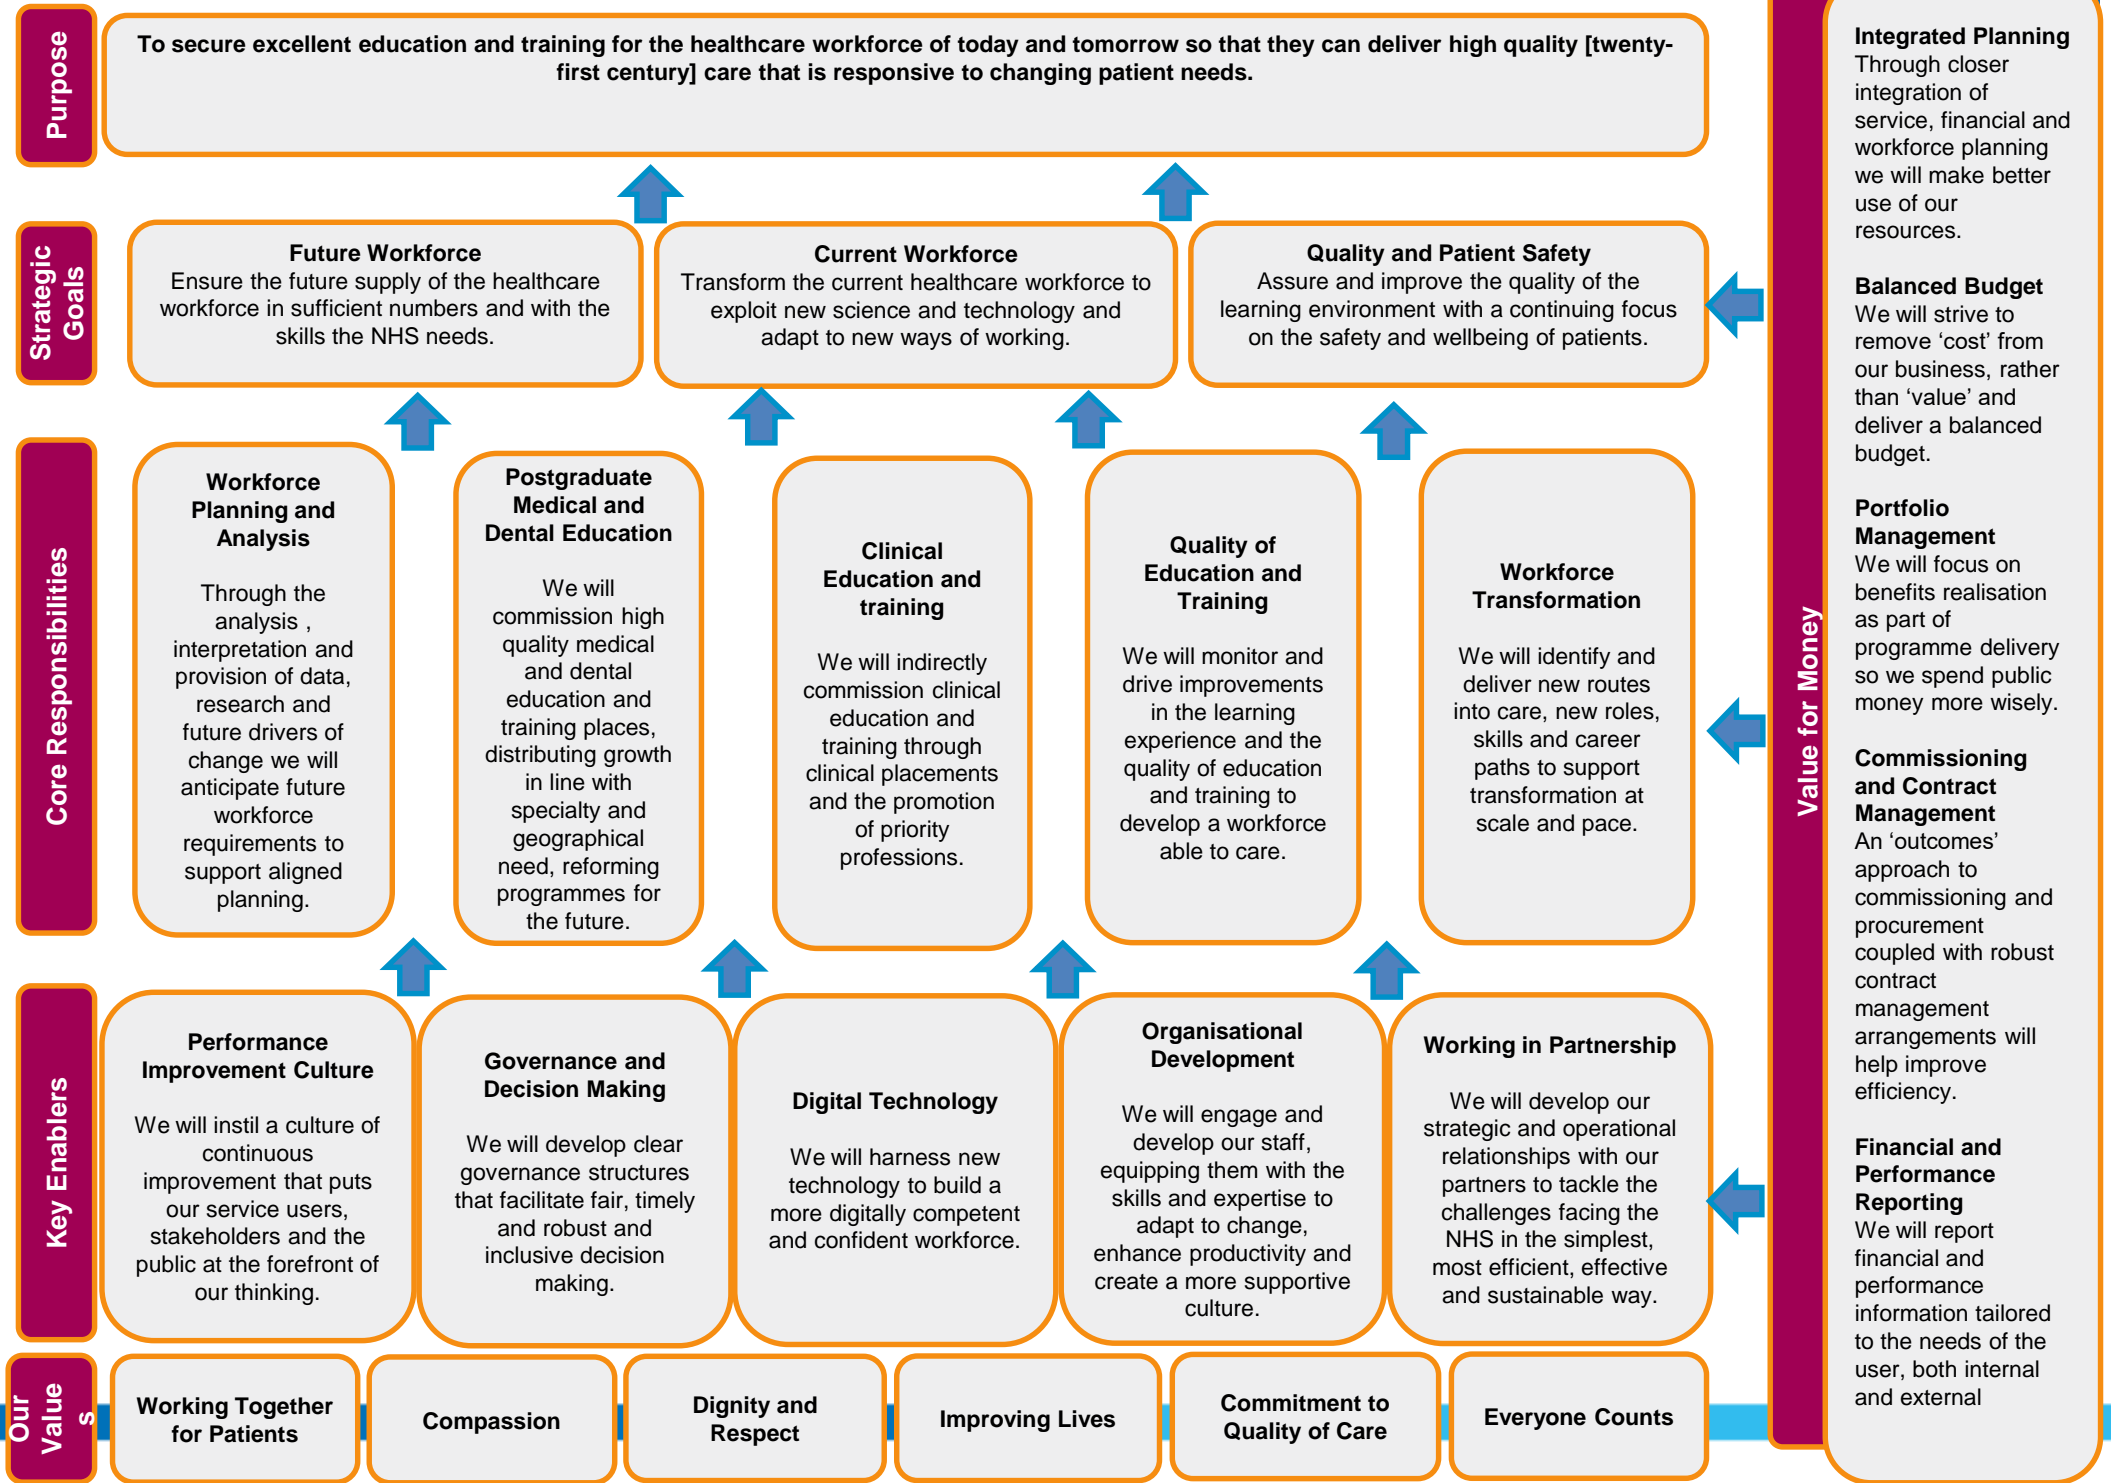 Purpose
To secure excellent education and training for the healthcare workforce of today and tomorrow so that they can deliver high quality [twenty-
first century] care that is responsive to changing patient needs.
Strategic
Goals
Future Workforce
Ensure the future supply of the healthcare
workforce in sufficient numbers and with the
skills the NHS needs.
Current Workforce
Transform the current healthcare workforce to
exploit new science and technology and
adapt to new ways of working.
Quality and Patient Safety
Assure and improve the quality of the
learning environment with a continuing focus
on the safety and wellbeing of patients.
Core Responsibilities
Workforce
Planning and
Analysis
Through the
analysis ,
interpretation and
provision of data,
research and
future drivers of
change we will
anticipate future
workforce
requirements to
support aligned
planning.
Postgraduate
Medical and
Dental Education
We will
commission high
quality medical
and dental
education and
training places,
distributing growth
in line with
specialty and
geographical
need, reforming
programmes for
the future.
Clinical
Education and
training
We will indirectly
commission clinical
education and
training through
clinical placements
and the promotion
of priority
professions.
Quality of
Education and
Training
We will monitor and
drive improvements
in the learning
experience and the
quality of education
and training to
develop a workforce
able to care.
Workforce
Transformation
We will identify and
deliver new routes
into care, new roles,
skills and career
paths to support
transformation at
scale and pace.
Key Enablers
Performance
Improvement Culture
We will instil a culture of
continuous
improvement that puts
our service users,
stakeholders and the
public at the forefront of
our thinking.
Governance and
Decision Making
We will develop clear
governance structures
that facilitate fair, timely
and robust and
inclusive decision
making.
Digital Technology
We will harness new
technology to build a
more digitally competent
and confident workforce.
Organisational
Development
We will engage and
develop our staff,
equipping them with the
skills and expertise to
adapt to change,
enhance productivity and
create a more supportive
culture.
Working in Partnership
We will develop our
strategic and operational
relationships with our
partners to tackle the
challenges facing the
NHS in the simplest,
most efficient, effective
and sustainable way.
Our
Value
s
Working Together
for Patients
Compassion
Dignity and
Respect
Improving Lives
Commitment to
Quality of Care
Everyone Counts
Value for Money
Integrated Planning
Through closer
integration of
service, financial and
workforce planning
we will make better
use of our
resources.
Balanced Budget
We will strive to
remove ‘cost’ from
our business, rather
than ‘value’ and
deliver a balanced
budget.
Portfolio
Management
We will focus on
benefits realisation
as part of
programme delivery
so we spend public
money more wisely.
Commissioning
and Contract
Management
An ‘outcomes’
approach to
commissioning and
procurement
coupled with robust
contract
management
arrangements will
help improve
efficiency.
Financial and
Performance
Reporting
We will report
financial and
performance
information tailored
to the needs of the
user, both internal
and external